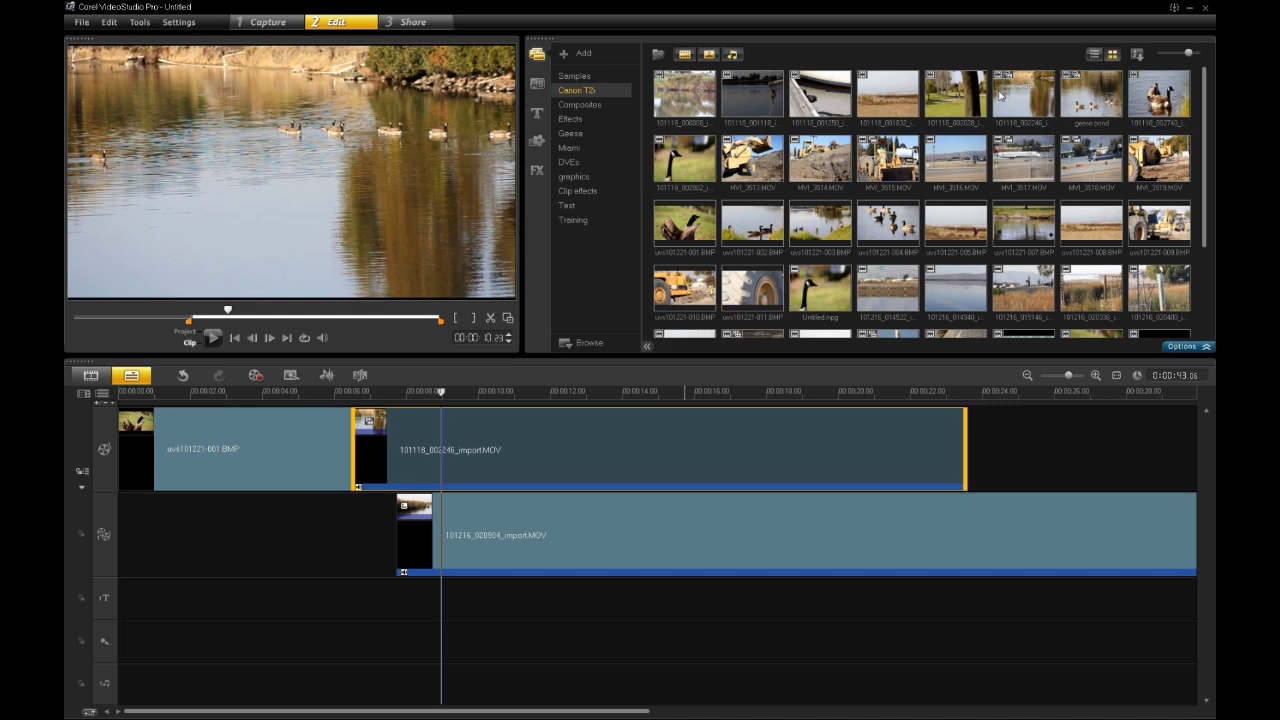 Corel VideoStudio Pro - Untitled
File Edit Tools Settings 1 Capture 2 Edit 3 Share
Add
Samples
Canon T2i
Composites
Effects
Geese
Miami
DVEs
graphics
Clip effects
Test
Training
Browse
101118_000808_i...
101118_001118_i...
101118_001250_i...
101118_001832_i...
101118_002028_i...
101118_002246_i...
geese pond
101118_002740_i...
101118_002802_i...
MVI_3513.MOV
MVI_3514.MOV
MVI_3515.MOV
MVI_3516.MOV
MVI_3517.MOV
MVI_3518.MOV
MVI_3519.MOV
uvs101221-001.BMP
uvs101221-002.BMP
uvs101221-003.BMP
uvs101221-004.BMP
uvs101221-005.BMP
uvs101221-007.BMP
uvs101221-008.BMP
uvs101221-009.BMP
uvs101221-010.BMP
uvs101221-011.BMP
Untitled.mpg
101216_014522_i...
101216_014940_i...
101216_015146_i...
101216_020336_i...
101216_020400_i...
Options
Project
Clip
00:00:10:23
0:00:43.06
00:00:00.00 00:00:02.00 00:00:04.00 00:00:06.00 00:00:10.00 00:00:12.00 00:00:14.00 00:00:16.00 00:00:18.00 00:00:20.00 00:00:22.00 00:00:24.00 00:00:26.00 00:00:28.00
uvs101221-001.BMP
101118_002246_import.MOV
101216_020904_import.MOV